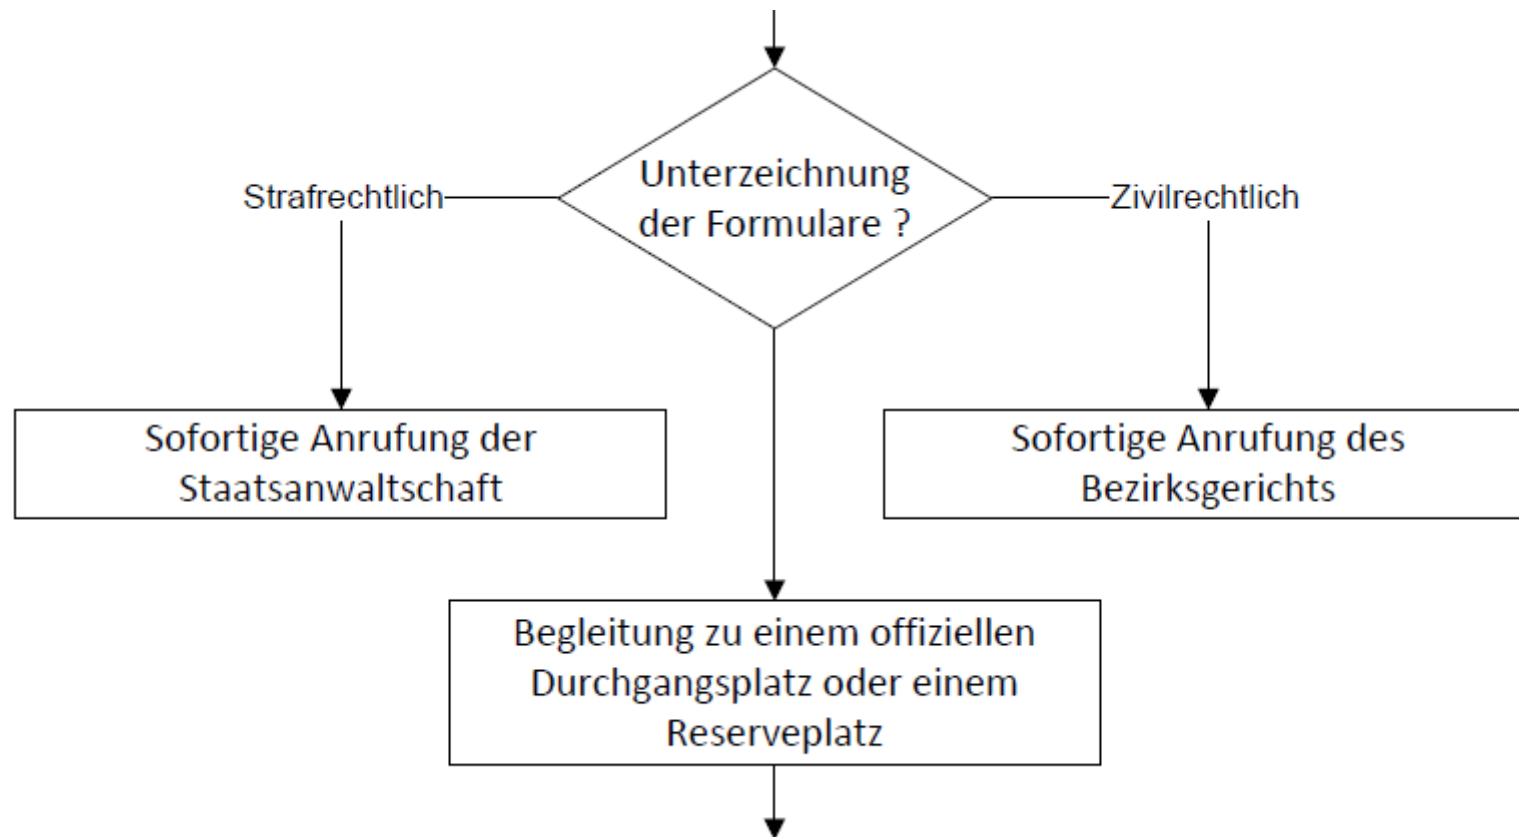 Unterzeichnung
der Formulare ?
Strafrechtlich
Zivilrechtlich
Sofortige Anrufung der
Staatsanwaltschaft
Sofortige Anrufung des
Bezirksgerichts
Begleitung zu einem offiziellen
Durchgangsplatz oder einem
Reserveplatz